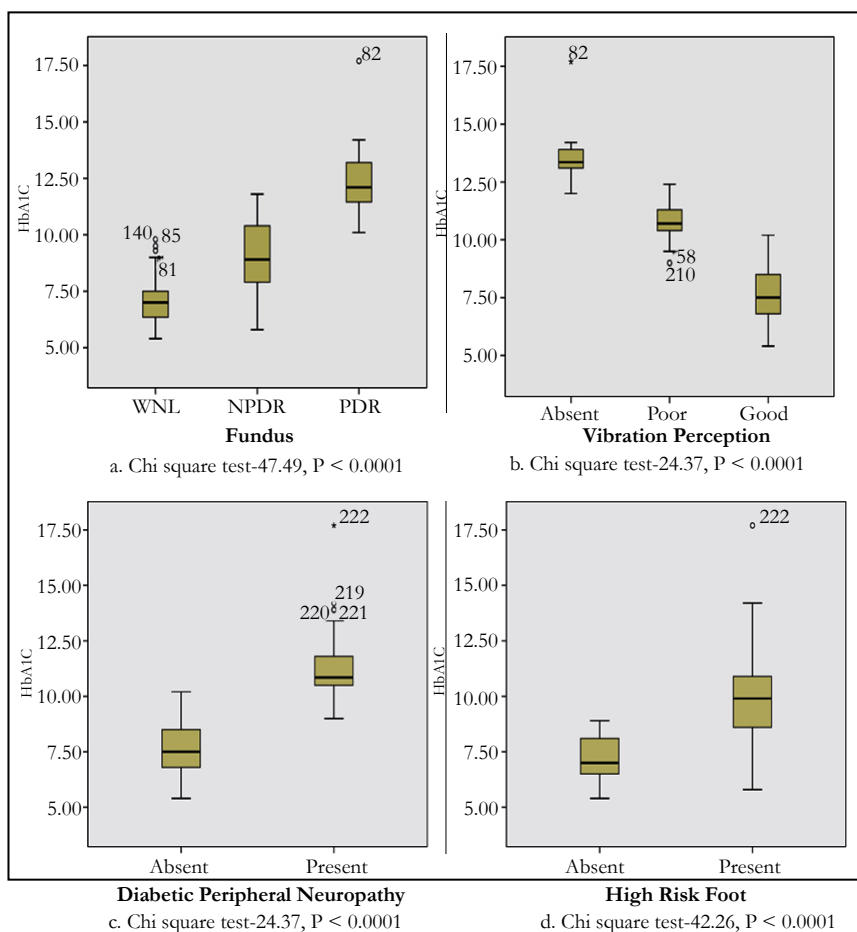 17.50
15.00
12.50
10.00
7.50
5.00
HbA1C
82
140 85
81
WNL NPDR PDR
Fundus
a. Chi square test-47.49, P < 0.0001
17.50
15.00
12.50
10.00
7.50
5.00
HbA1C
82
58
210
Absent Poor Good
Vibration Perception
b. Chi square test-24.37, P < 0.0001
17.50
15.00
12.50
10.00
7.50
5.00
HbA1C
222
219
220 221
Absent Present
Diabetic Peripheral Neuropathy
c. Chi square test-24.37, P < 0.0001
17.50
15.00
12.50
10.00
7.50
5.00
HbA1C
222
Absent Present
High Risk Foot
d. Chi square test-42.26, P < 0.0001